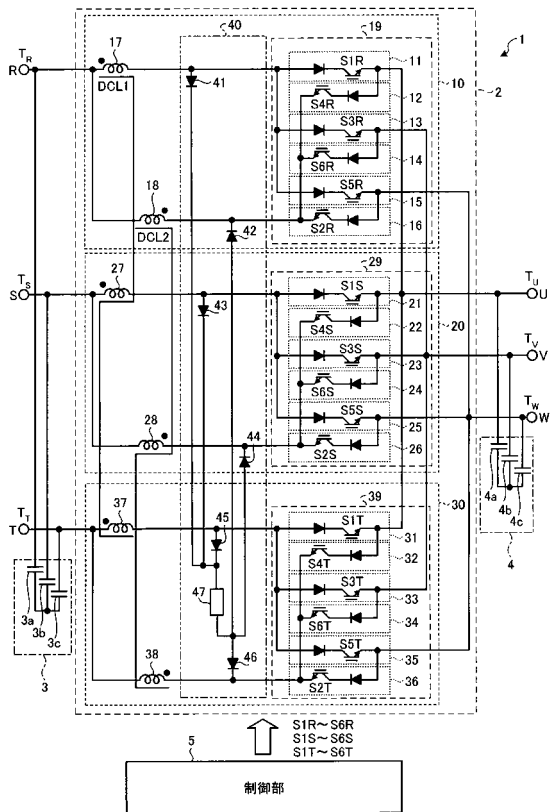 40
19
1
2
T_R
R
17
DCL1
41
S1R
11
10
S4R
12
S3R
13
S6R
14
18
S5R
15
DCL2
42
S2R
16
29
T_S
S
27
43
S1S
21
20
T_U
U
S4S
22
S3S
23
T_V
V
S6S
24
28
S5S
25
T_W
W
44
S2S
26
4a
4b
4c
4
39
30
T_T
T
37
45
S1T
31
S4T
32
47
S3T
33
S6T
34
3a
3b
3c
3
38
46
S5T
35
S2T
36
S1R~S6R
S1S~S6S
S1T~S6T
5
制御部